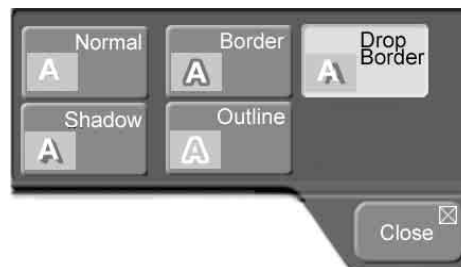 Normal
A
Border
A
Drop
Border
A
Shadow
A
Outline
A
Close